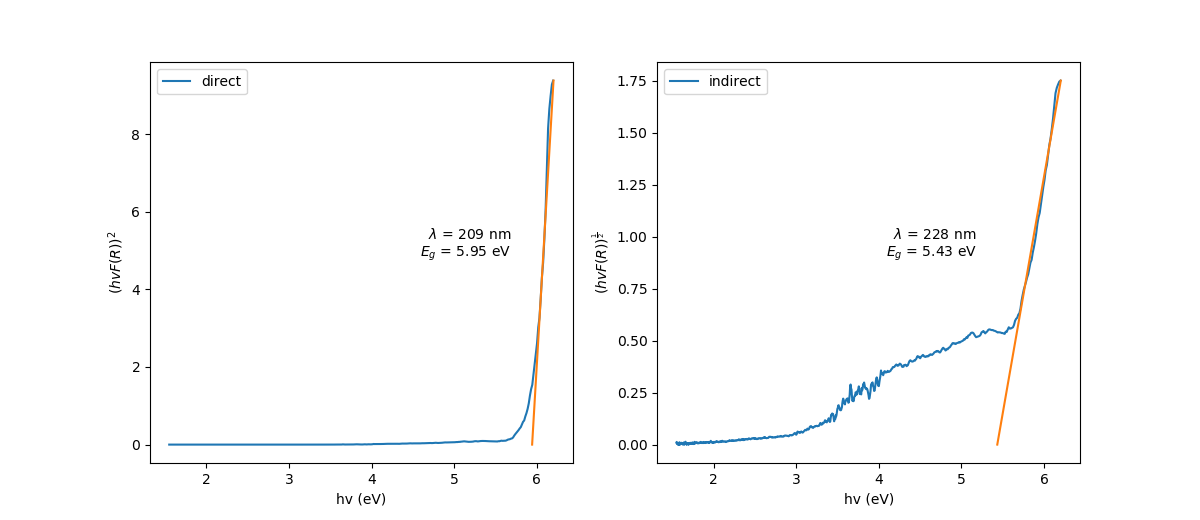 direct
8
6
4
2
0
(hvF(R))²
λ = 209 nm
E_g = 5.95 eV
2 3 4 5 6
hv (eV)
indirect
1.75
1.50
1.25
1.00
0.75
0.50
0.25
0.00
(hvF(R))^½
λ = 228 nm
E_g = 5.43 eV
2 3 4 5 6
hv (eV)